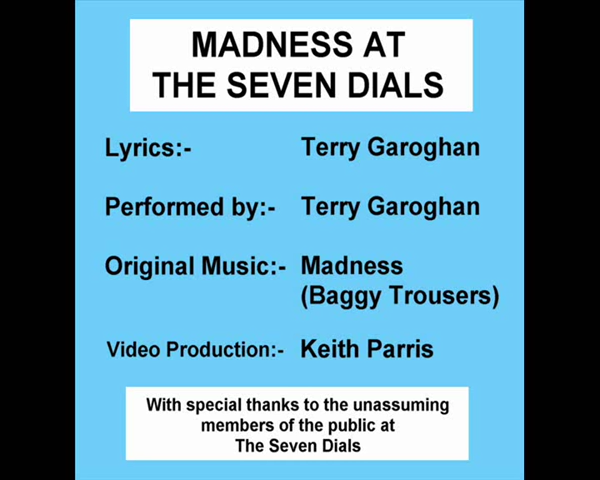 MADNESS AT
THE SEVEN DIALS
Lyrics:- Terry Garoghan
Performed by:- Terry Garoghan
Original Music:- Madness
(Baggy Trousers)
Video Production:- Keith Parris
With special thanks to the unassuming
members of the public at
The Seven Dials